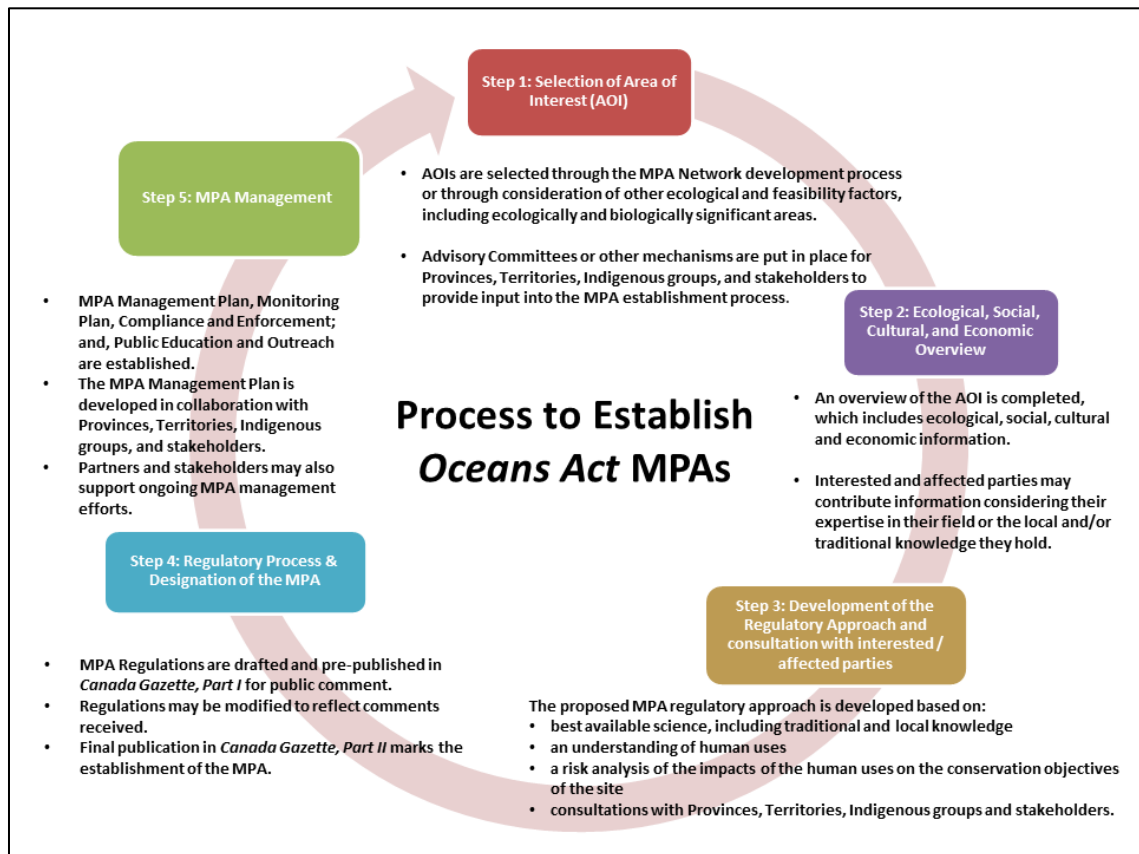 Step 1: Selection of Area of
Interest (AOI)
• AOIs are selected through the MPA Network development process
or through consideration of other ecological and feasibility factors,
including ecologically and biologically significant areas.
• Advisory Committees or other mechanisms are put in place for
Provinces, Territories, Indigenous groups, and stakeholders to
provide input into the MPA establishment process.
Step 2: Ecological, Social,
Cultural, and Economic
Overview
• An overview of the AOI is completed,
which includes ecological, social, cultural
and economic information.
• Interested and affected parties may
contribute information considering their
expertise in their field or the local and/or
traditional knowledge they hold.
Process to Establish
Oceans Act MPAs
Step 3: Development of the
Regulatory Approach and
consultation with interested /
affected parties
The proposed MPA regulatory approach is developed based on:
• best available science, including traditional and local knowledge
• an understanding of human uses
• a risk analysis of the impacts of the human uses on the conservation objectives
of the site
• consultations with Provinces, Territories, Indigenous groups and stakeholders.
Step 4: Regulatory Process &
Designation of the MPA
• MPA Regulations are drafted and pre-published in
Canada Gazette, Part I for public comment.
• Regulations may be modified to reflect comments
received.
• Final publication in Canada Gazette, Part II marks the
establishment of the MPA.
Step 5: MPA Management
• MPA Management Plan, Monitoring
Plan, Compliance and Enforcement;
and, Public Education and Outreach
are established.
• The MPA Management Plan is
developed in collaboration with
Provinces, Territories, Indigenous
groups, and stakeholders.
• Partners and stakeholders may also
support ongoing MPA management
efforts.